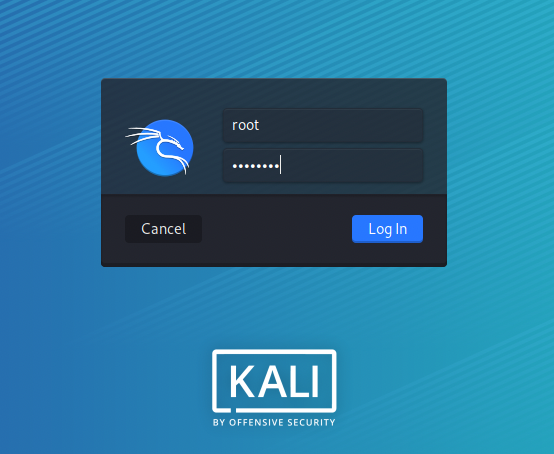 root
••••••••
Cancel
Log In
KALI
BY OFFENSIVE SECURITY